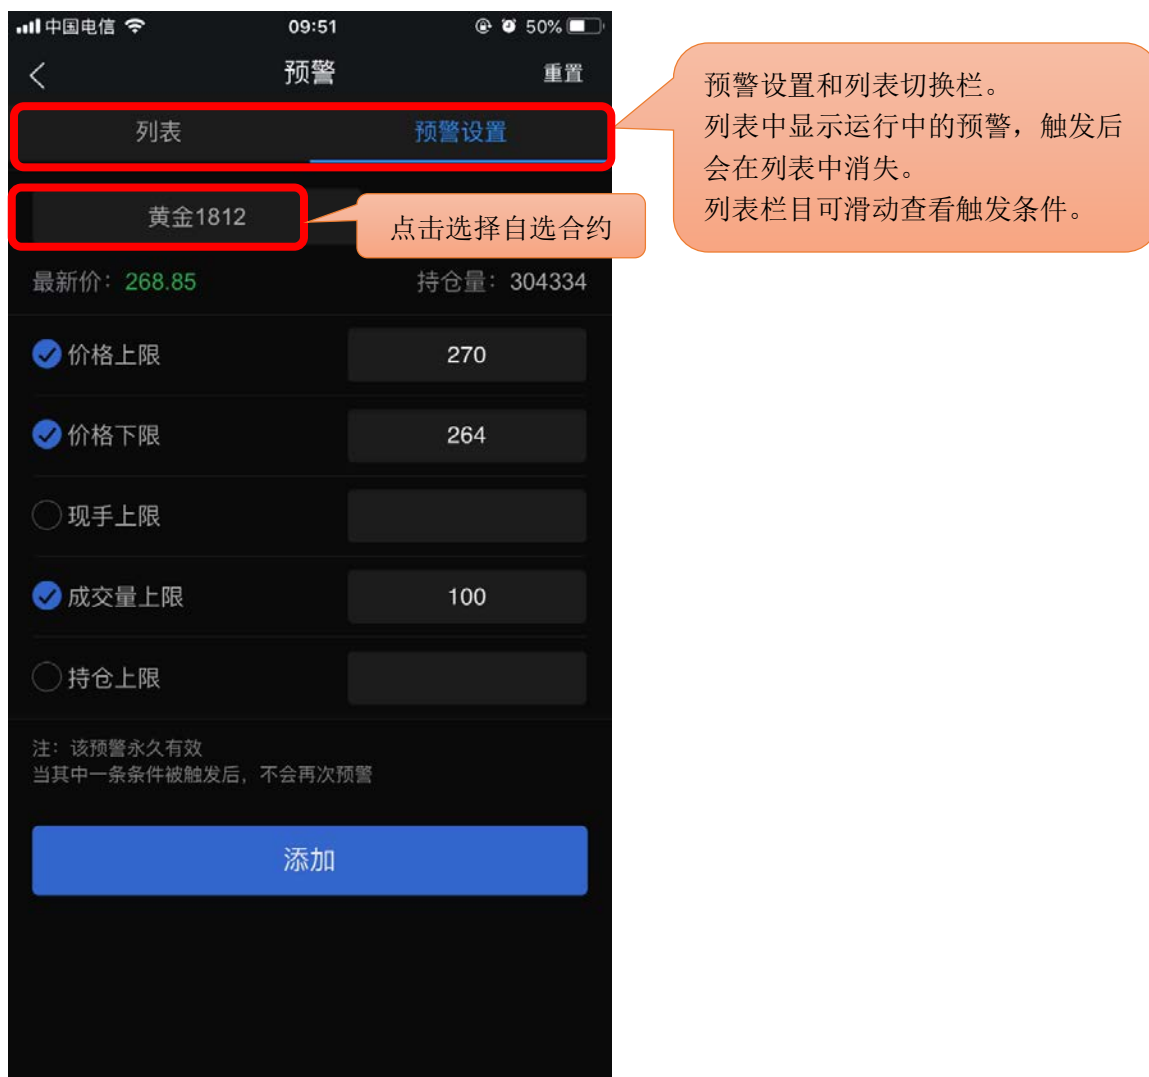 中国电信 09:51 50%
预警 重置
列表 预警设置
预警设置和列表切换栏。
列表中显示运行中的预警，触发后
会在列表中消失。
列表栏目可滑动查看触发条件。
黄金1812
点击选择自选合约
最新价：268.85 持仓量：304334
价格上限 270
价格下限 264
现手上限
成交量上限 100
持仓上限
注：该预警永久有效
当其中一条条件被触发后，不会再次预警
添加